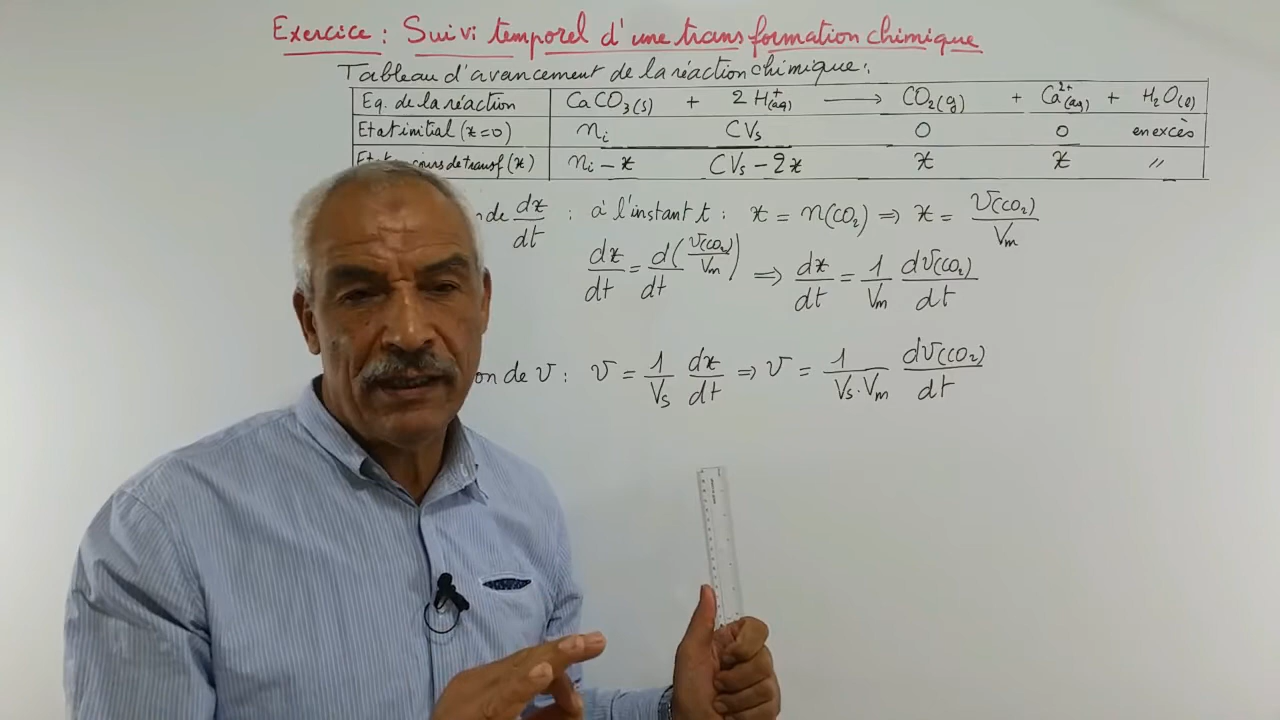 Exercice : Suivi temporel d'une transformation chimique
Tableau d'avancement de la réaction chimique :
Eq. de la réaction | CaCO₃(s) + 2 H⁺(aq) ⟶ CO₂(g) + Ca²⁺(aq) + H₂O(l)
Etat initial (x=0) | nᵢ CVₛ 0 0 en excès
cours de transf (x) | nᵢ - x CVₛ - 2x x x //
de dx/dt : à l'instant t : x = n(CO₂) ⇒ x = V(CO₂)/Vₘ
dx/dt = d/dt (V(CO₂)/Vₘ) ⇒ dx/dt = 1/Vₘ dV(CO₂)/dt
on de v : v = 1/Vₛ dx/dt ⇒ v = 1/(Vₛ.Vₘ) dV(CO₂)/dt